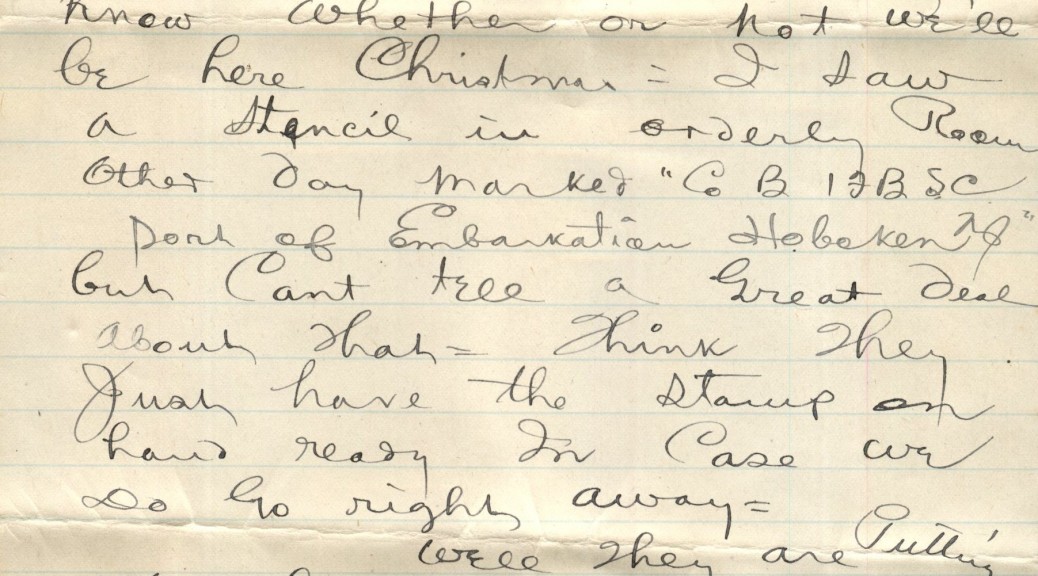 Know whether or not we'll
be here Christmas = I saw
a Stencil in orderly Room
Other Day Marked "Co B 17 B S C
Port of Embarkation Hoboken NJ"
but Cant tell a Great Deal
About that = Think They
Just have the Stamp on
hand ready In Case we
Do Go right away =
Well They are Puttin'